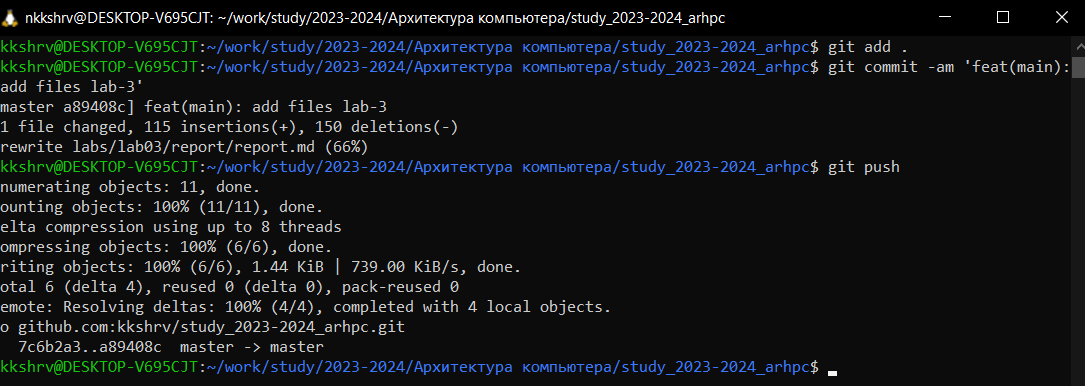 nkkshrv@DESKTOP-V695CJT: ~/work/study/2023-2024/Архитектура компьютера/study_2023-2024_arhpc
kkshrv@DESKTOP-V695CJT:~/work/study/2023-2024/Архитектура компьютера/study_2023-2024_arhpc$ git add .
kkshrv@DESKTOP-V695CJT:~/work/study/2023-2024/Архитектура компьютера/study_2023-2024_arhpc$ git commit -am 'feat(main):
add files lab-3'
master a89408c] feat(main): add files lab-3
1 file changed, 115 insertions(+), 150 deletions(-)
rewrite labs/lab03/report/report.md (66%)
kkshrv@DESKTOP-V695CJT:~/work/study/2023-2024/Архитектура компьютера/study_2023-2024_arhpc$ git push
numerating objects: 11, done.
ounting objects: 100% (11/11), done.
elta compression using up to 8 threads
ompressing objects: 100% (6/6), done.
riting objects: 100% (6/6), 1.44 KiB | 739.00 KiB/s, done.
otal 6 (delta 4), reused 0 (delta 0), pack-reused 0
emote: Resolving deltas: 100% (4/4), completed with 4 local objects.
o github.com:kkshrv/study_2023-2024_arhpc.git
7c6b2a3..a89408c  master -> master
kkshrv@DESKTOP-V695CJT:~/work/study/2023-2024/Архитектура компьютера/study_2023-2024_arhpc$